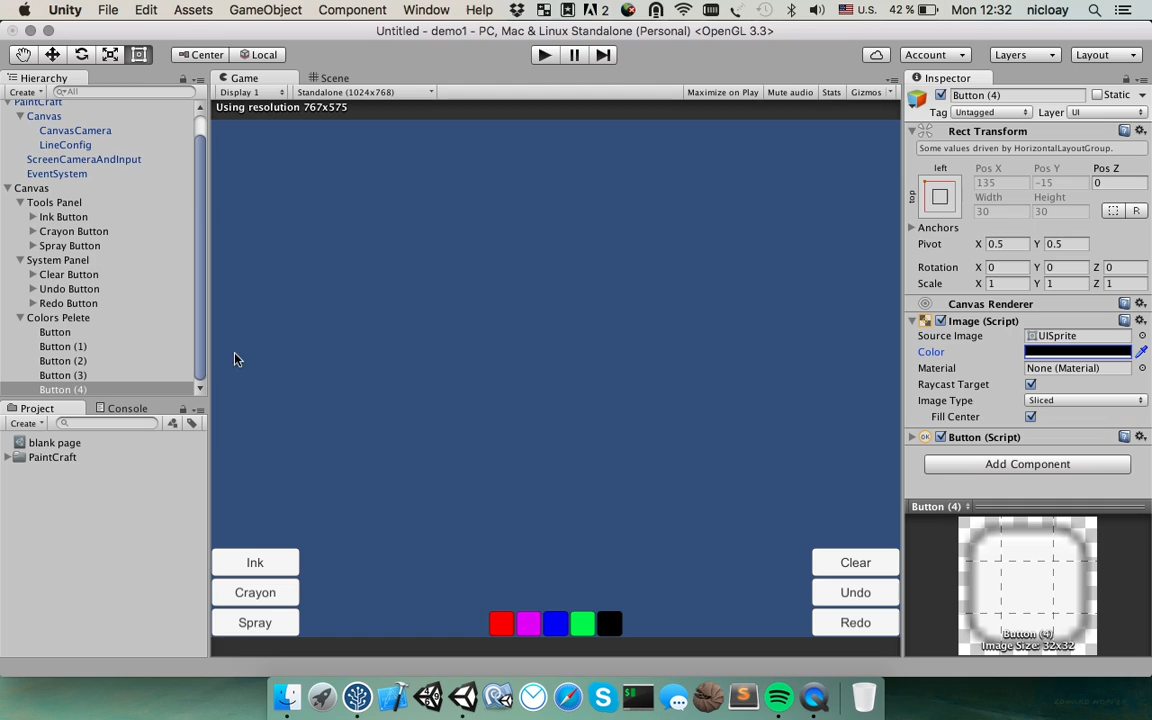 Unity File Edit Assets GameObject Component Window Help A 2 U.S. 42 % Mon 12:32 nicloay
Untitled - demo1 - PC, Mac & Linux Standalone (Personal) <OpenGL 3.3>
Center Local Account Layers Layout
Hierarchy Game Scene Inspector
Create All Display 1 Standalone (1024x768) Maximize on Play Mute audio Stats Gizmos Button (4) Static
PaintCraft Using resolution 767x575 Tag Untagged Layer UI
Canvas
CanvasCamera Rect Transform
LineConfig Some values driven by HorizontalLayoutGroup.
ScreenCameraAndInput left Pos X Pos Y Pos Z
EventSystem 135 -15 0
Canvas top Width Height
Tools Panel 30 30 R
Ink Button
Crayon Button Anchors
Spray Button Pivot X 0.5 Y 0.5
System Panel Rotation X 0 Y 0 Z 0
Clear Button Scale X 1 Y 1 Z 1
Undo Button
Redo Button Canvas Renderer
Colors Pelete Image (Script)
Button Source Image UISprite
Button (1) Color
Button (2) Material None (Material)
Button (3) Raycast Target
Button (4) Image Type Sliced
Project Console Fill Center
Create Button (Script)
blank page
PaintCraft Add Component
Button (4)
Ink Clear
Crayon Undo
Spray Redo
Button (4)
Image Size: 32x32